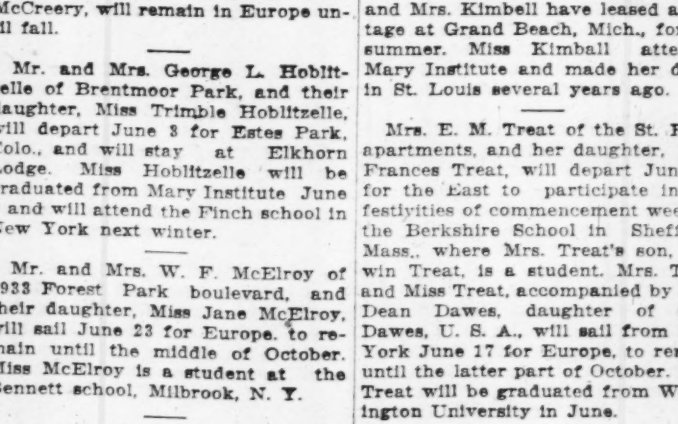 McCreery, will remain in Europe un-
il fall.
Mr. and Mrs. George L. Hoblit-
elle of Brentmoor Park, and their
aughter, Miss Trimble Hoblitzelle,
vill depart June 3 for Estes Park,
Colo., and will stay at Elkhorn
Lodge. Miss Hoblitzelle will be
raduated from Mary Institute June
and will attend the Finch school in
New York next winter.
Mr. and Mrs. W. F. McElroy of
933 Forest Park boulevard, and
heir daughter, Miss Jane McElroy,
vill sail June 23 for Europe. to re-
nain until the middle of October.
Miss McElroy is a student at the
Bennett school, Milbrook, N. Y.
and Mrs. Kimbell have leased a
tage at Grand Beach, Mich., fo
summer. Miss Kimball atte
Mary Institute and made her d
in St. Louis several years ago.
Mrs. E. M. Treat of the St. R
apartments, and her daughter,
Frances Treat, will depart Jun
for the East to participate in
festivities of commencement wee
the Berkshire School in Sheff
Mass., where Mrs. Treat's son,
win Treat, is a student. Mrs. T
and Miss Treat, accompanied by
Dean Dawes, daughter of
Dawes, U. S. A., will sail from
York June 17 for Europe, to re
until the latter part of October.
Treat will be graduated from W
ington University in June.